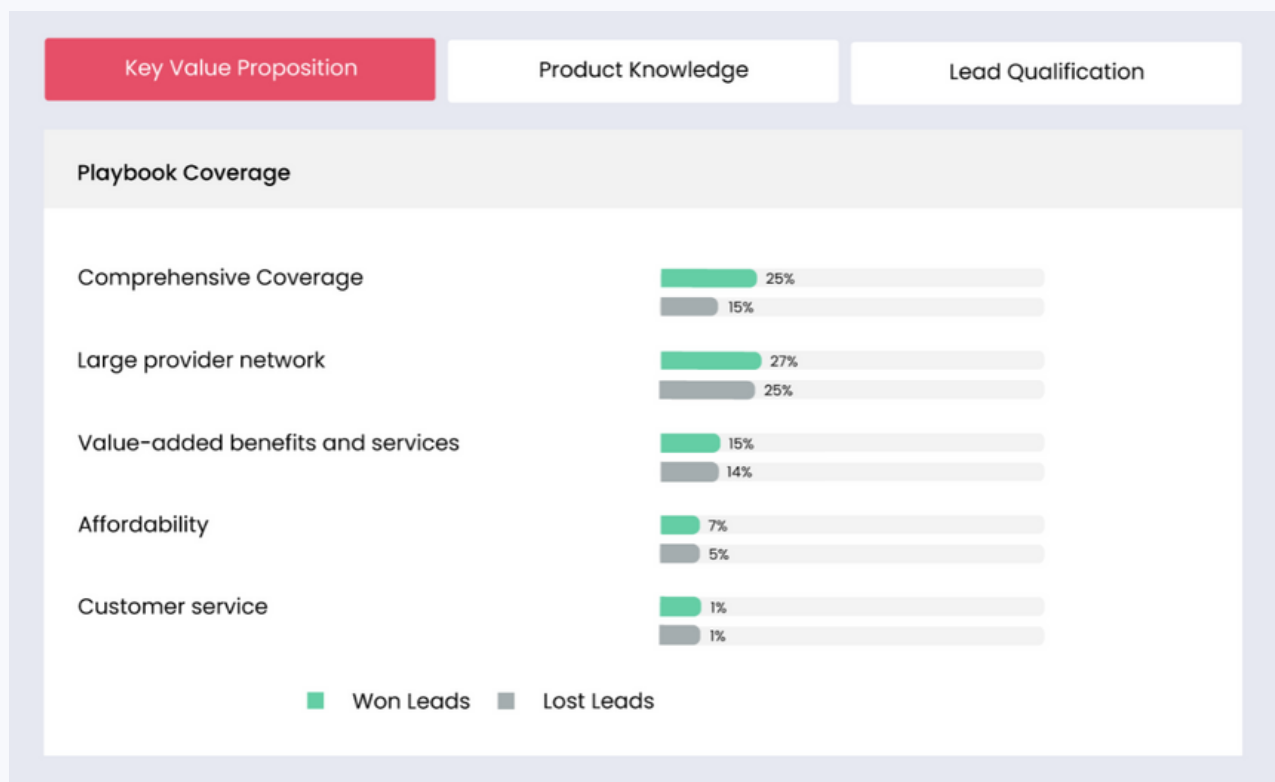 Key Value Proposition
Product Knowledge
Lead Qualification
Playbook Coverage
Comprehensive Coverage
25%
15%
Large provider network
27%
25%
Value-added benefits and services
15%
14%
Affordability
7%
5%
Customer service
1%
1%
Won Leads
Lost Leads